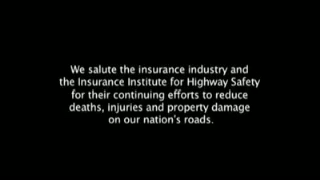 We salute the insurance industry and
the Insurance Institute for Highway Safety
for their continuing efforts to reduce
deaths, injuries and property damage
on our nation's roads.